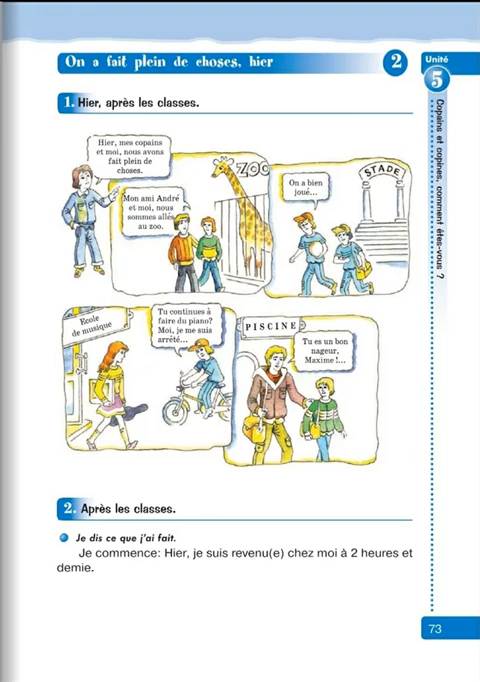 On a fait plein de choses, hier
2
Unité
5
Copains et copines, comment êtes-vous ?
1. Hier, après les classes.
Hier, mes copains
et moi, nous avons
fait plein de
choses.
Mon ami André
et moi, nous
sommes allés
au zoo.
ZOO
On a bien
joué...
STADE
Ecole
de musique
Tu continues à
faire du piano?
Moi, je me suis
arrêté...
PISCINE
Tu es un bon
nageur,
Maxime !...
2. Après les classes.
Je dis ce que j'ai fait.
Je commence: Hier, je suis revenu(e) chez moi à 2 heures et
demie.
73